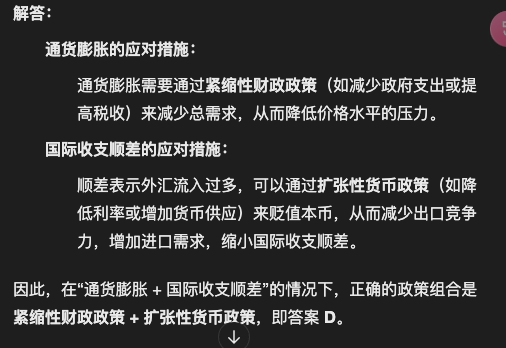 解答：
通货膨胀的应对措施：
通货膨胀需要通过紧缩性财政政策（如减少政府支出或提
高税收）来减少总需求，从而降低价格水平的压力。
国际收支顺差的应对措施：
顺差表示外汇流入过多，可以通过扩张性货币政策（如降
低利率或增加货币供应）来贬值本币，从而减少出口竞争
力，增加进口需求，缩小国际收支顺差。
因此，在“通货膨胀 + 国际收支顺差”的情况下，正确的政策组合是
紧缩性财政政策 + 扩张性货币政策，即答案 D。